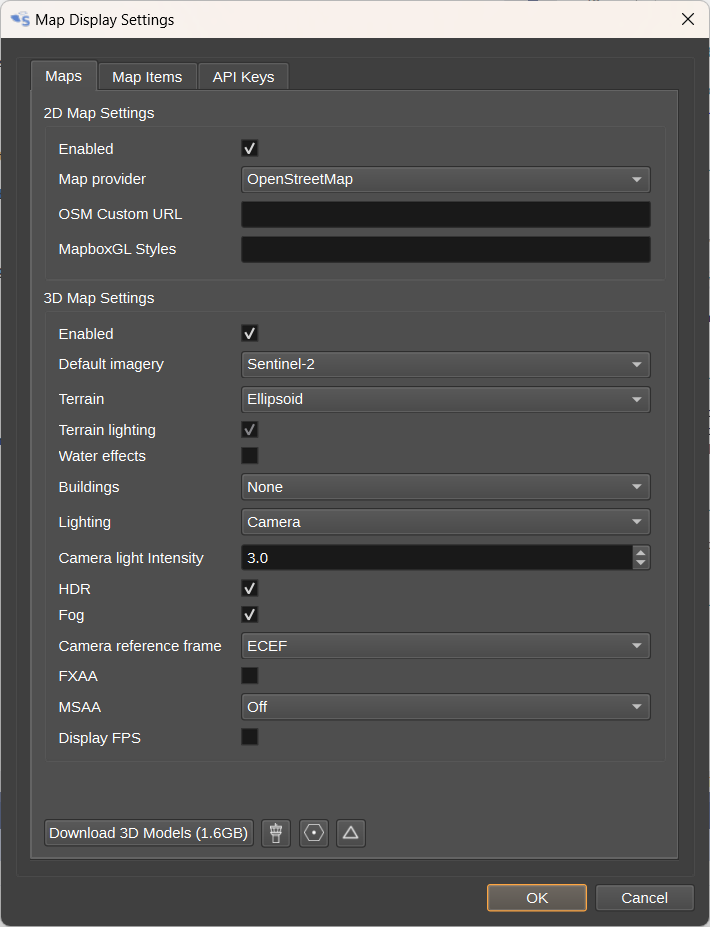 Map Display Settings
Maps
Map Items
API Keys
2D Map Settings
Enabled
Map provider
OpenStreetMap
OSM Custom URL
MapboxGL Styles
3D Map Settings
Enabled
Default imagery
Sentinel-2
Terrain
Ellipsoid
Terrain lighting
Water effects
Buildings
None
Lighting
Camera
Camera light Intensity
3.0
HDR
Fog
Camera reference frame
ECEF
FXAA
MSAA
Off
Display FPS
Download 3D Models (1.6GB)
OK
Cancel